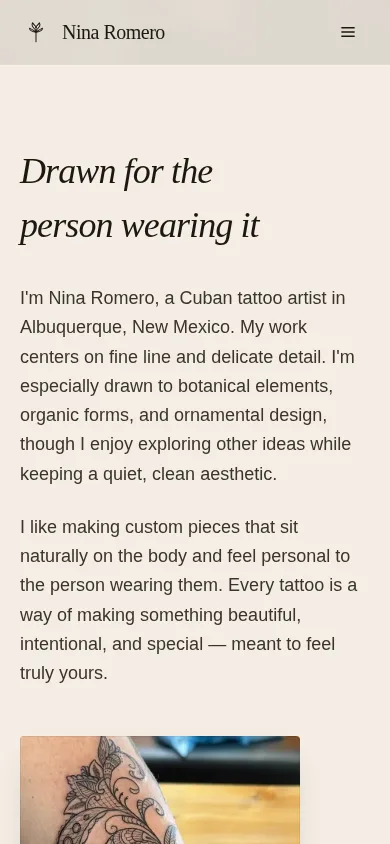 Nina Romero
Drawn for the
person wearing it
I'm Nina Romero, a Cuban tattoo artist in
Albuquerque, New Mexico. My work
centers on fine line and delicate detail. I'm
especially drawn to botanical elements,
organic forms, and ornamental design,
though I enjoy exploring other ideas while
keeping a quiet, clean aesthetic.
I like making custom pieces that sit
naturally on the body and feel personal to
the person wearing them. Every tattoo is a
way of making something beautiful,
intentional, and special — meant to feel
truly yours.